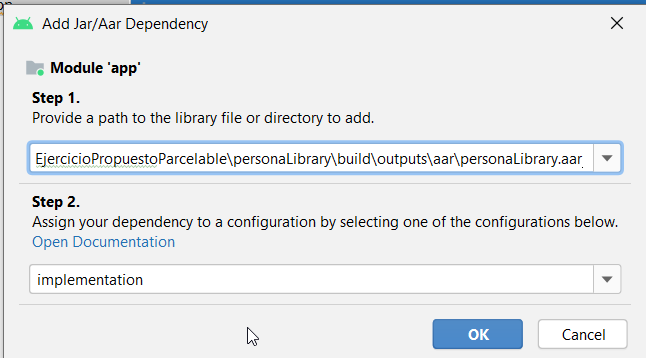 Add Jar/Aar Dependency
Module 'app'
Step 1.
Provide a path to the library file or directory to add.
EjercicioPropuestoParcelable\personaLibrary\build\outputs\aar\personaLibrary.aar
Step 2.
Assign your dependency to a configuration by selecting one of the configurations below.
Open Documentation
implementation
OK Cancel